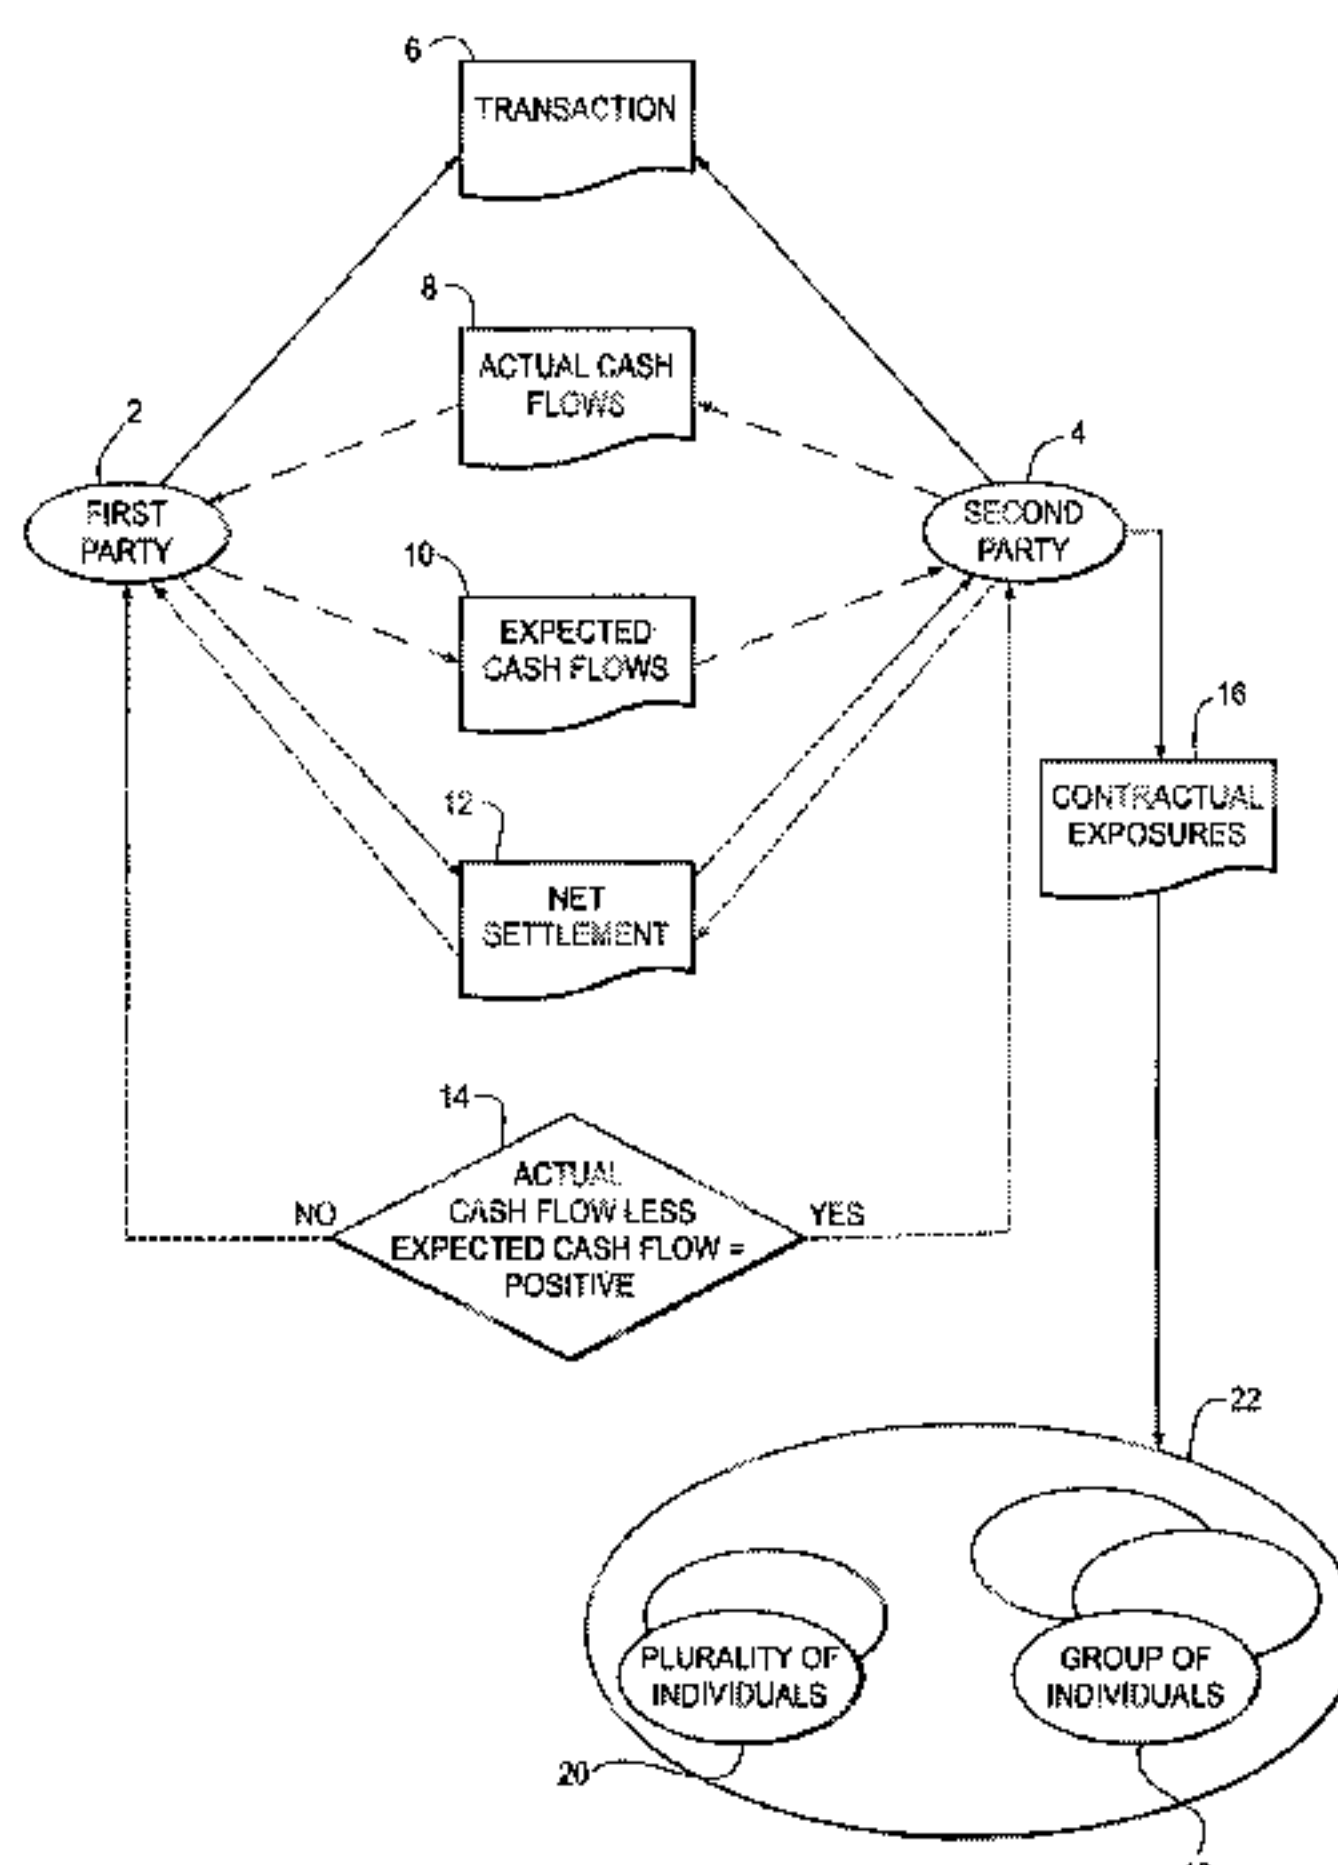 6
TRANSACTION
8
ACTUAL CASH
FLOWS
2
FIRST
PARTY
4
SECOND
PARTY
10
EXPECTED
CASH FLOWS
16
CONTRACTUAL
EXPOSURES
12
NET
SETTLEMENT
14
ACTUAL
CASH FLOW LESS
EXPECTED CASH FLOW =
POSITIVE
NO
YES
22
PLURALITY OF
INDIVIDUALS
GROUP OF
INDIVIDUALS
20